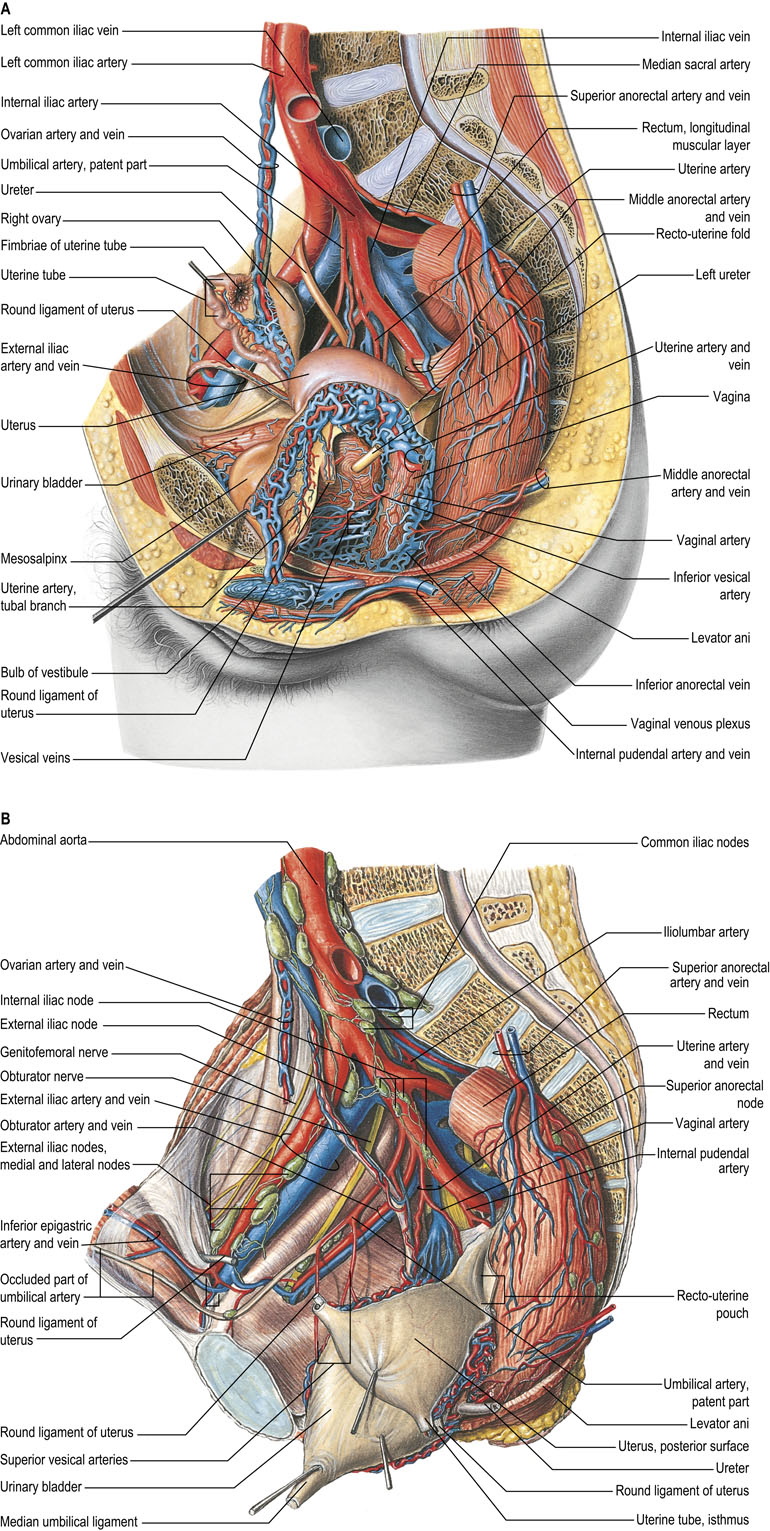 A
Left common iliac vein
Left common iliac artery
Internal iliac artery
Ovarian artery and vein
Umbilical artery, patent part
Ureter
Right ovary
Fimbriae of uterine tube
Uterine tube
Round ligament of uterus
External iliac
artery and vein
Uterus
Urinary bladder
Mesosalpinx
Uterine artery,
tubal branch
Bulb of vestibule
Round ligament of
uterus
Vesical veins
Internal iliac vein
Median sacral artery
Superior anorectal artery and vein
Rectum, longitudinal
muscular layer
Uterine artery
Middle anorectal artery
and vein
Recto-uterine fold
Left ureter
Uterine artery and
vein
Vagina
Middle anorectal
artery and vein
Vaginal artery
Inferior vesical
artery
Levator ani
Inferior anorectal vein
Vaginal venous plexus
Internal pudendal artery and vein
B
Abdominal aorta
Ovarian artery and vein
Internal iliac node
External iliac node
Genitofemoral nerve
Obturator nerve
External iliac artery and vein
Obturator artery and vein
External iliac nodes,
medial and lateral nodes
Inferior epigastric
artery and vein
Occluded part of
umbilical artery
Round ligament of
uterus
Round ligament of uterus
Superior vesical arteries
Urinary bladder
Median umbilical ligament
Common iliac nodes
Iliolumbar artery
Superior anorectal
artery and vein
Rectum
Uterine artery
and vein
Superior anorectal
node
Vaginal artery
Internal pudendal
artery
Recto-uterine
pouch
Umbilical artery,
patent part
Levator ani
Uterus, posterior surface
Ureter
Round ligament of uterus
Uterine tube, isthmus